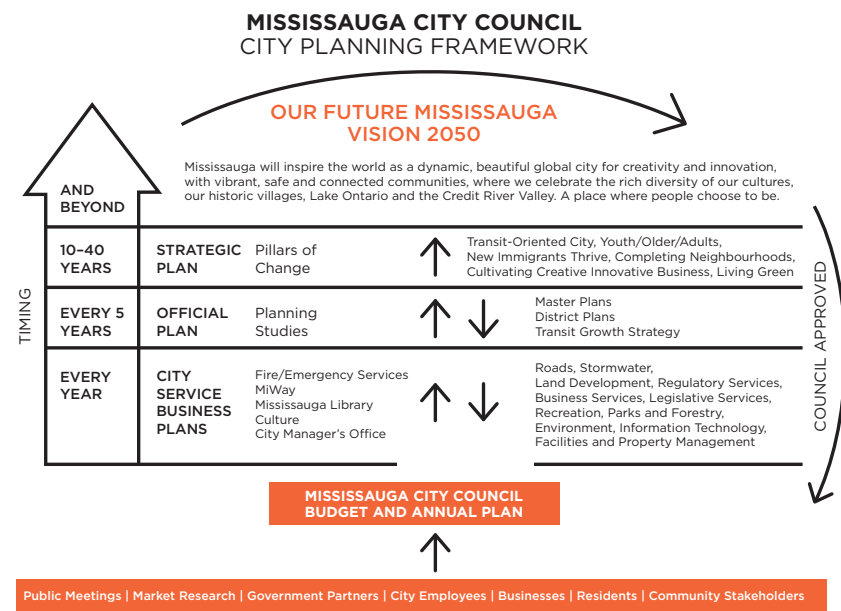 MISSISSAUGA CITY COUNCIL
CITY PLANNING FRAMEWORK
OUR FUTURE MISSISSAUGA
VISION 2050
Mississauga will inspire the world as a dynamic, beautiful global city for creativity and innovation,
with vibrant, safe and connected communities, where we celebrate the rich diversity of our cultures,
our historic villages, Lake Ontario and the Credit River Valley. A place where people choose to be.
TIMING
AND
BEYOND
10–40
YEARS
STRATEGIC
PLAN
Pillars of
Change
Transit-Oriented City, Youth/Older/Adults,
New Immigrants Thrive, Completing Neighbourhoods,
Cultivating Creative Innovative Business, Living Green
EVERY 5
YEARS
OFFICIAL
PLAN
Planning
Studies
Master Plans
District Plans
Transit Growth Strategy
EVERY
YEAR
CITY
SERVICE
BUSINESS
PLANS
Fire/Emergency Services
MiWay
Mississauga Library
Culture
City Manager's Office
Roads, Stormwater,
Land Development, Regulatory Services,
Business Services, Legislative Services,
Recreation, Parks and Forestry,
Environment, Information Technology,
Facilities and Property Management
COUNCIL APPROVED
MISSISSAUGA CITY COUNCIL
BUDGET AND ANNUAL PLAN
Public Meetings | Market Research | Government Partners | City Employees | Businesses | Residents | Community Stakeholders